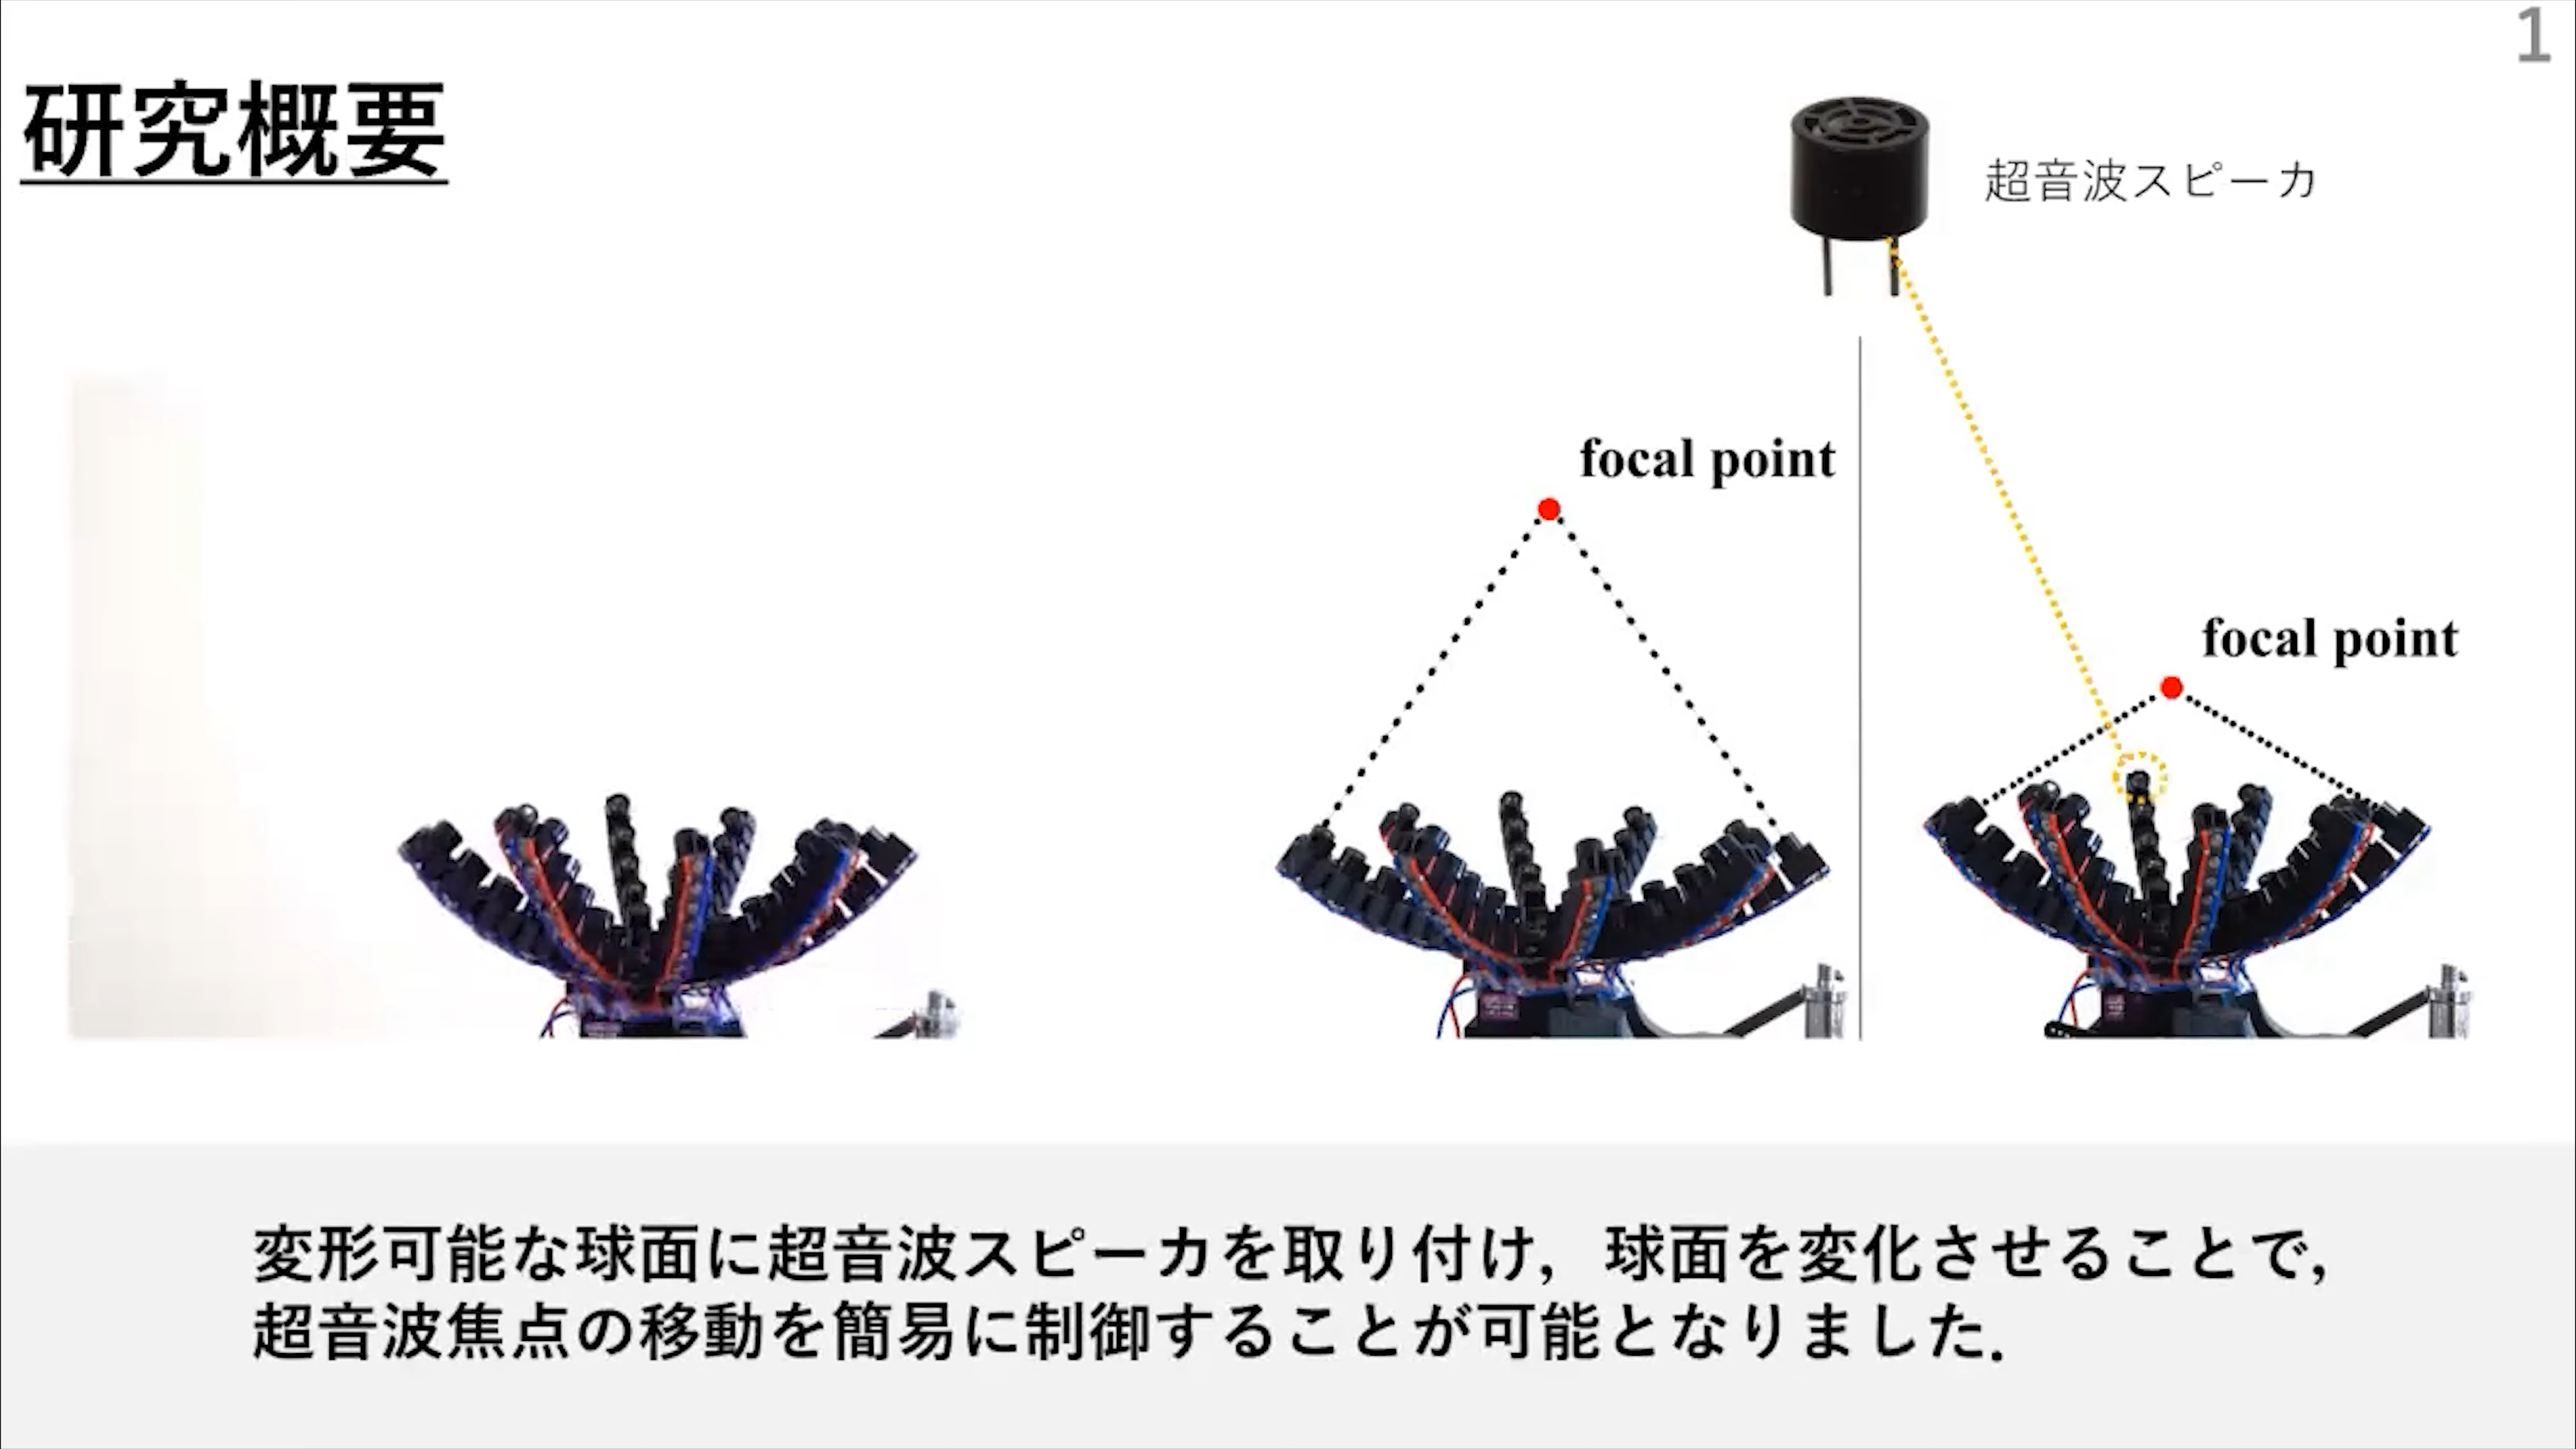 1
研究概要
超音波スピーカ
focal point
focal point
変形可能な球面に超音波スピーカを取り付け，球面を変化させることで，
超音波焦点の移動を簡易に制御することが可能となりました．